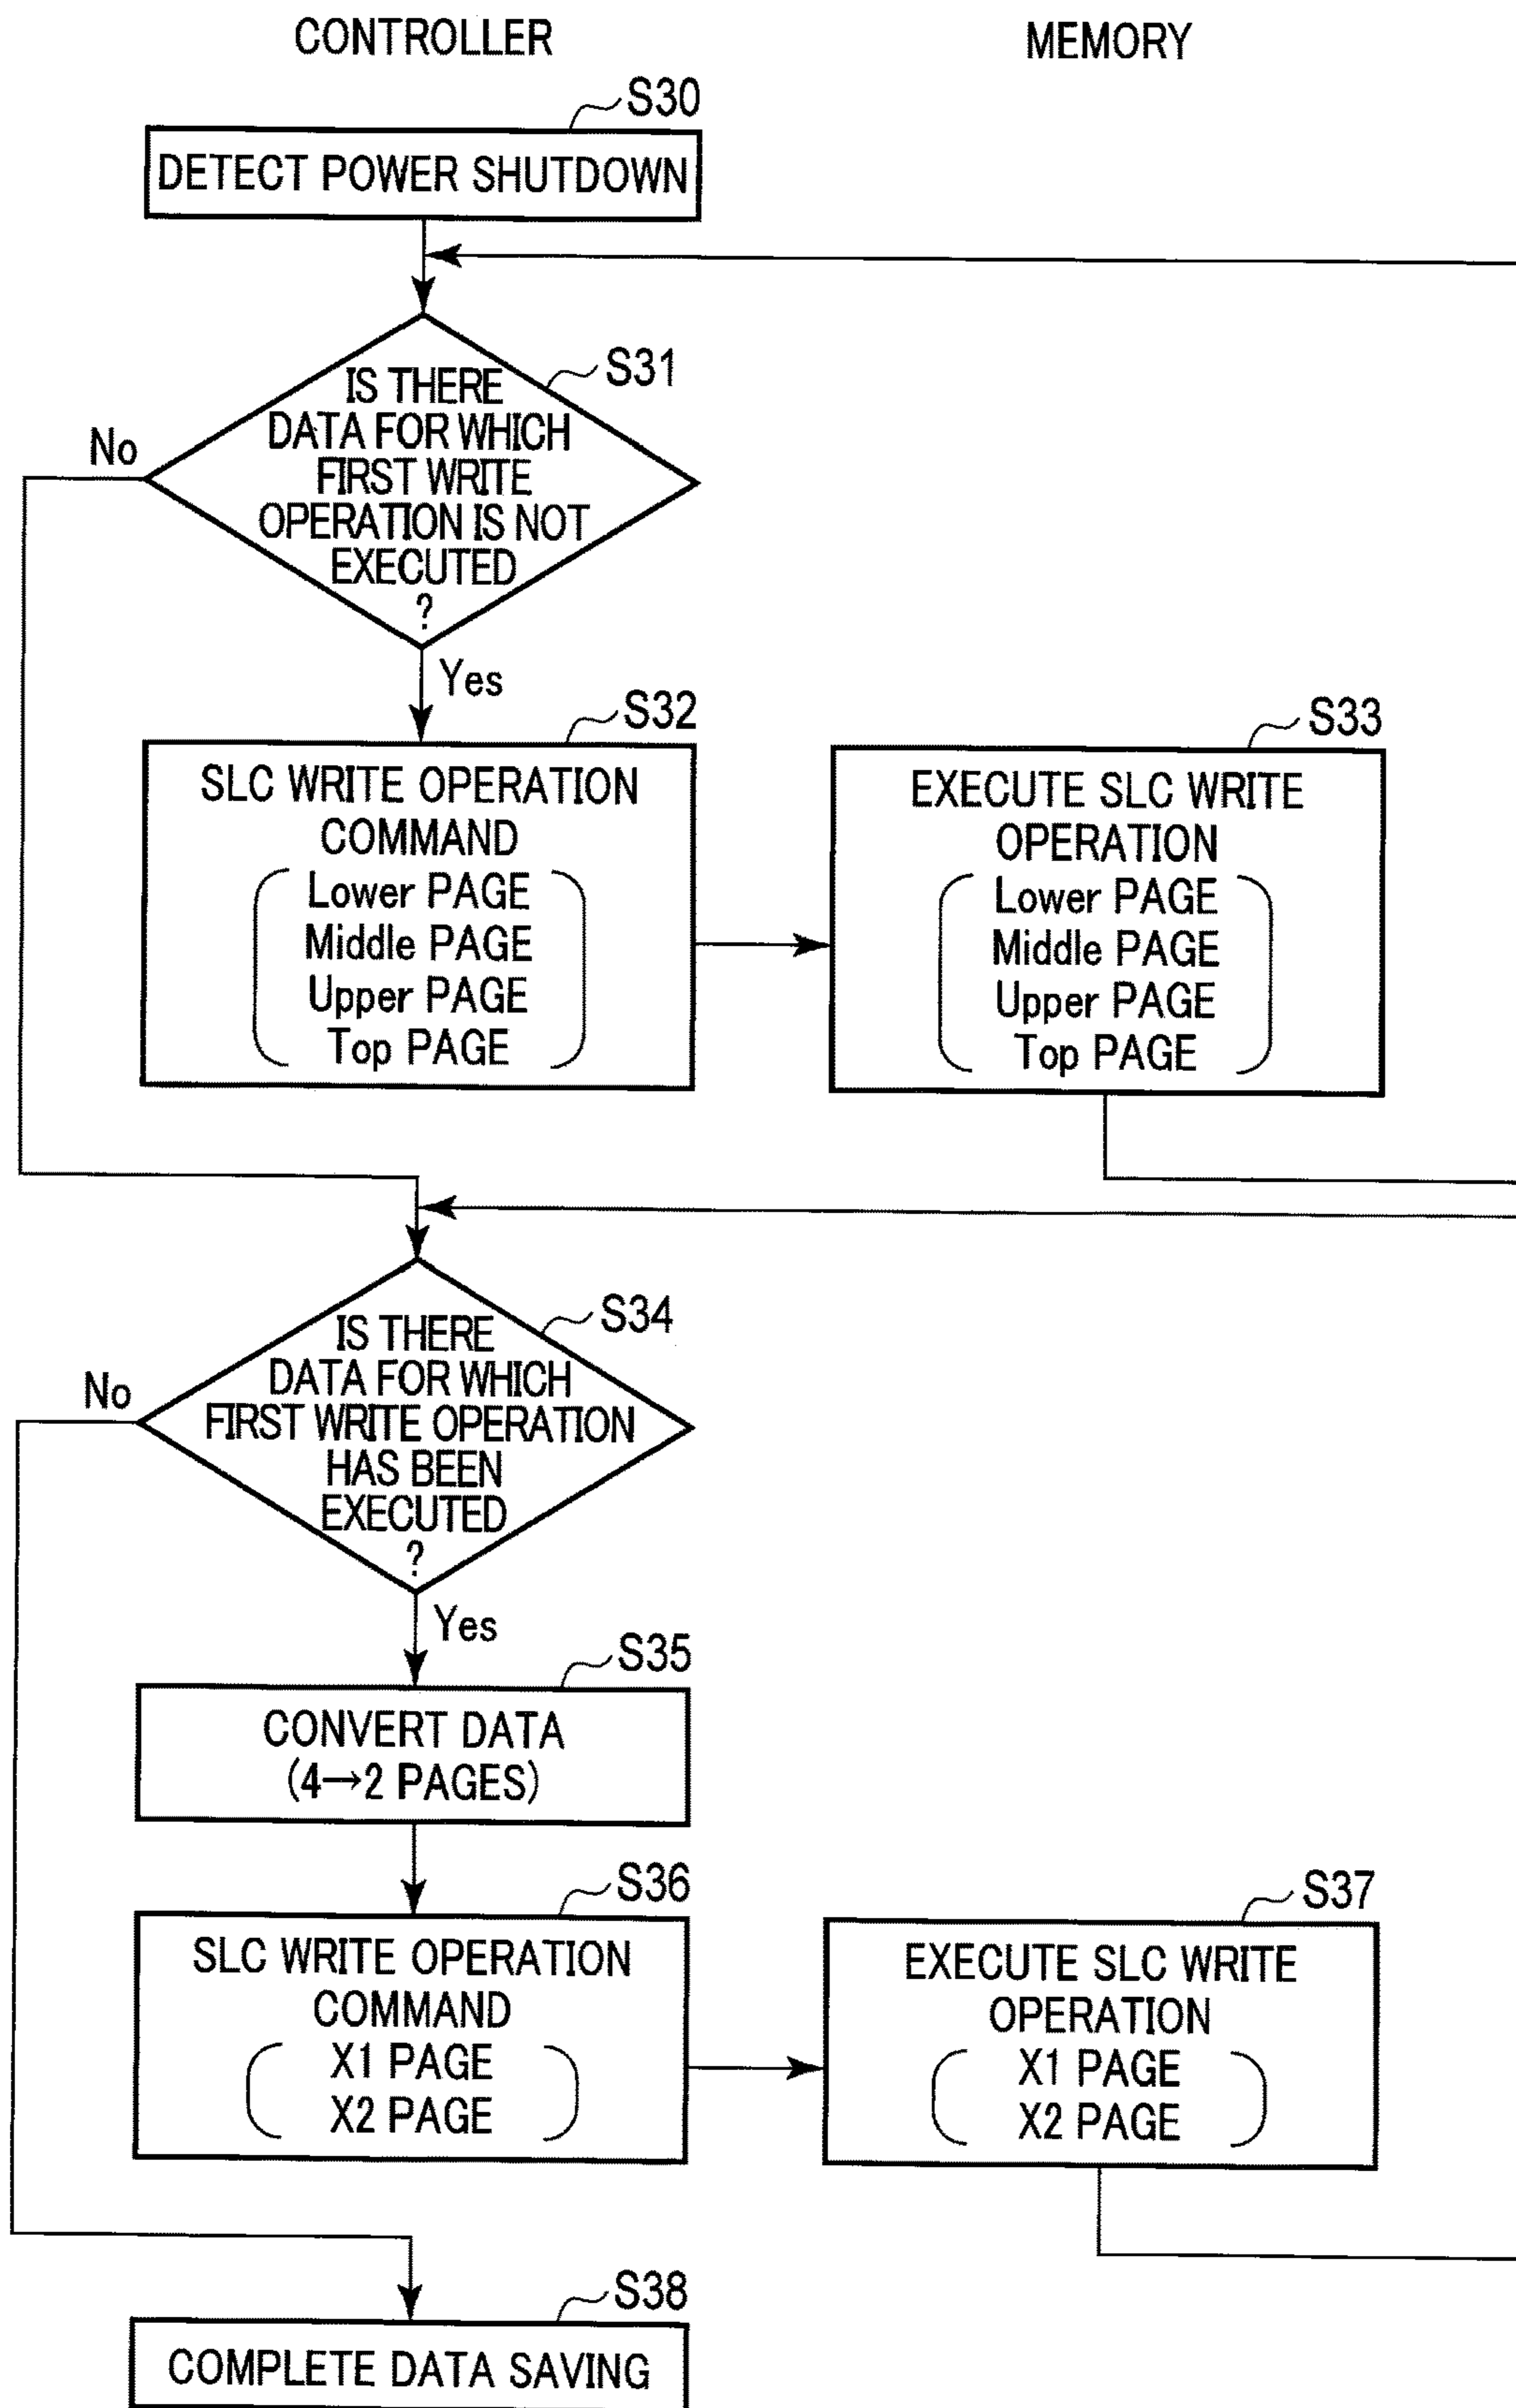 CONTROLLER
MEMORY
S30
DETECT POWER SHUTDOWN
S31
IS THERE
DATA FOR WHICH
FIRST WRITE
OPERATION IS NOT
EXECUTED
?
No
Yes
S32
SLC WRITE OPERATION
COMMAND
Lower PAGE
Middle PAGE
Upper PAGE
Top PAGE
S33
EXECUTE SLC WRITE
OPERATION
Lower PAGE
Middle PAGE
Upper PAGE
Top PAGE
S34
IS THERE
DATA FOR WHICH
FIRST WRITE OPERATION
HAS BEEN
EXECUTED
?
No
Yes
S35
CONVERT DATA
(4→2 PAGES)
S36
SLC WRITE OPERATION
COMMAND
X1 PAGE
X2 PAGE
S37
EXECUTE SLC WRITE
OPERATION
X1 PAGE
X2 PAGE
S38
COMPLETE DATA SAVING